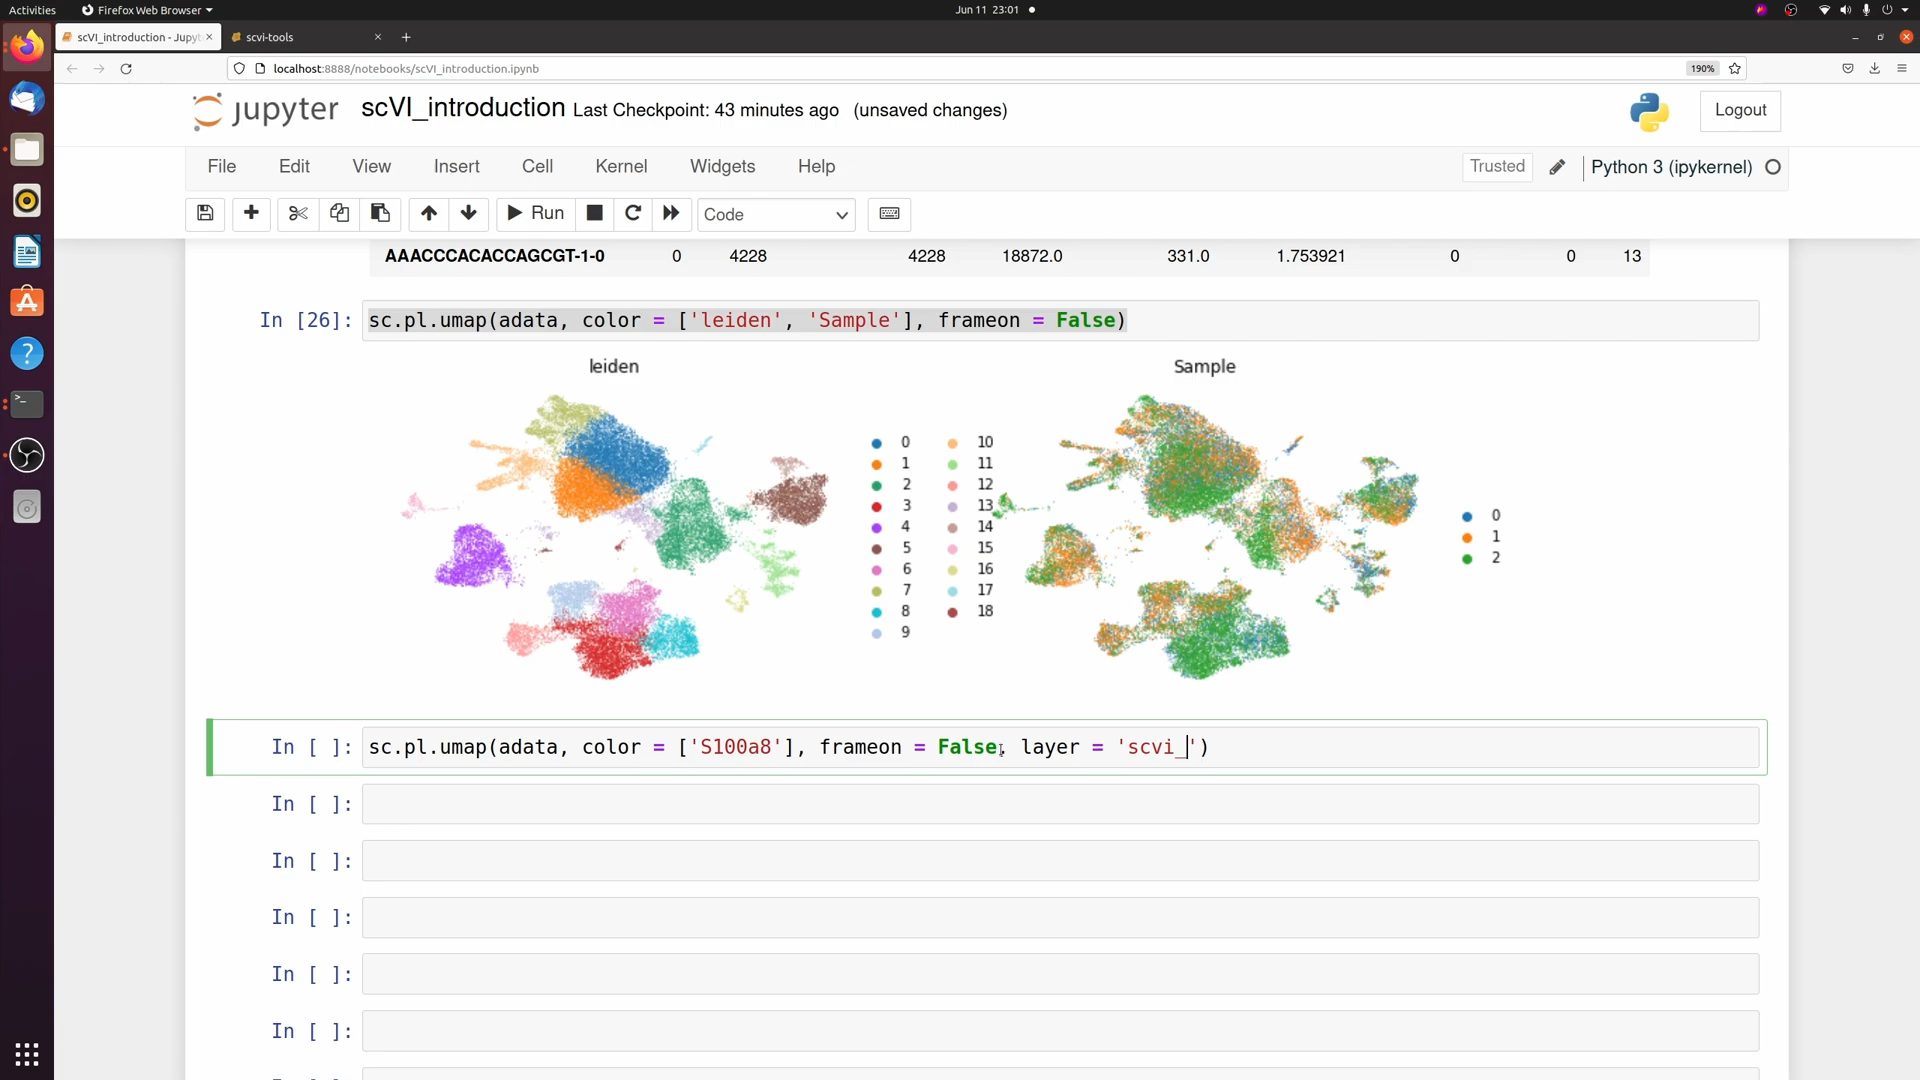 Activities
Firefox Web Browser
Jun 11 23:01
scVI_introduction - Jupyt
scvi-tools
localhost:8888/notebooks/scVI_introduction.ipynb
190%
jupyter
scVI_introduction Last Checkpoint: 43 minutes ago (unsaved changes)
Logout
File Edit View Insert Cell Kernel Widgets Help
Trusted
Python 3 (ipykernel)
Run
Code
AAACCCACACCAGCGT-1-0 0 4228 4228 18872.0 331.0 1.753921 0 0 13
In [26]: sc.pl.umap(adata, color = ['leiden', 'Sample'], frameon = False)
leiden
0 10
1 11
2 12
3 13
4 14
5 15
6 16
7 17
8 18
9
Sample
0
1
2
In [ ]: sc.pl.umap(adata, color = ['S100a8'], frameon = False, layer = 'scvi_')
In [ ]:
In [ ]:
In [ ]:
In [ ]:
In [ ]: